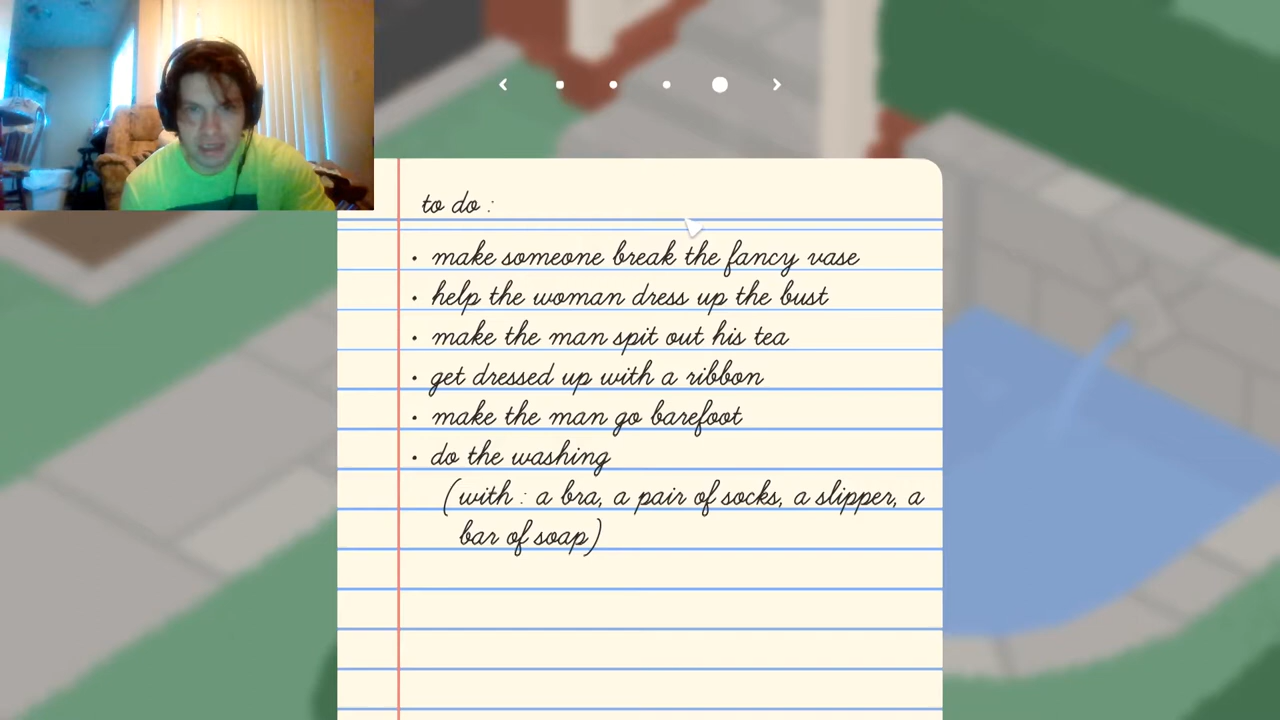 to do :
• make someone break the fancy vase
• help the woman dress up the bust
• make the man spit out his tea
• get dressed up with a ribbon
• make the man go barefoot
• do the washing
(with : a bra, a pair of socks, a slipper, a
bar of soap)